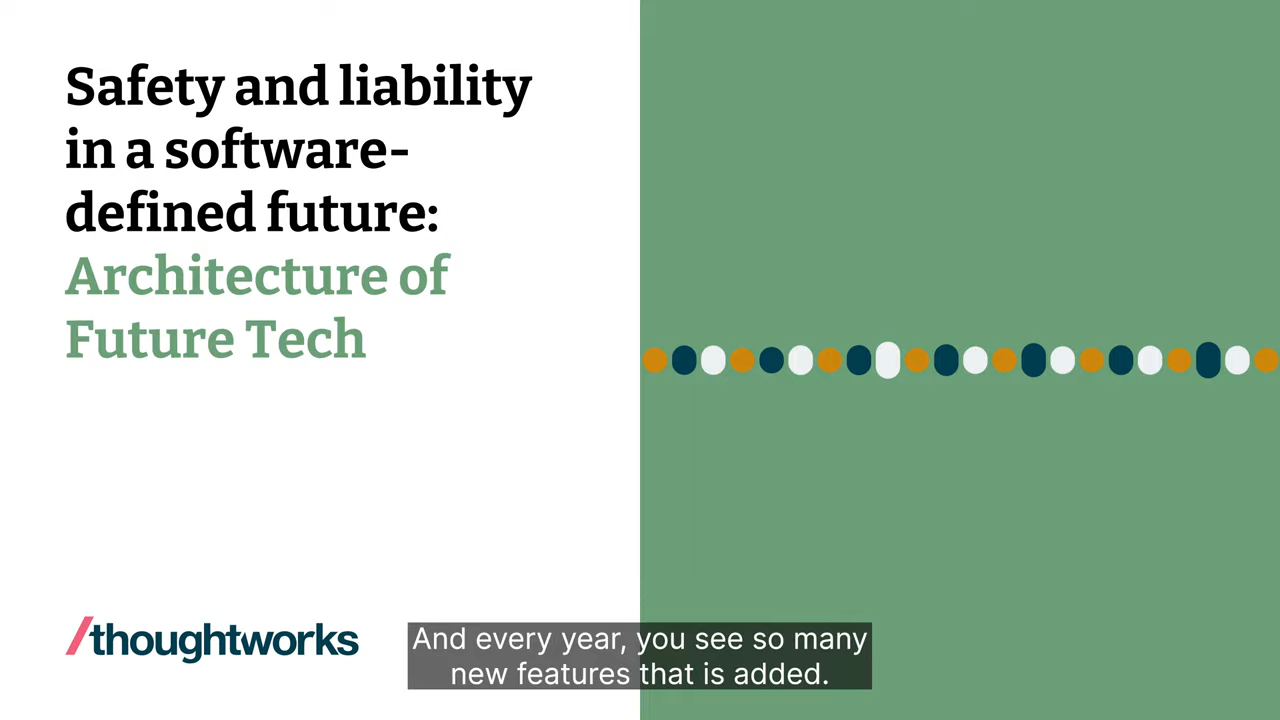 Safety and liability
in a software-
defined future:
Architecture of
Future Tech
/thoughtworks
And every year, you see so many
new features that is added.